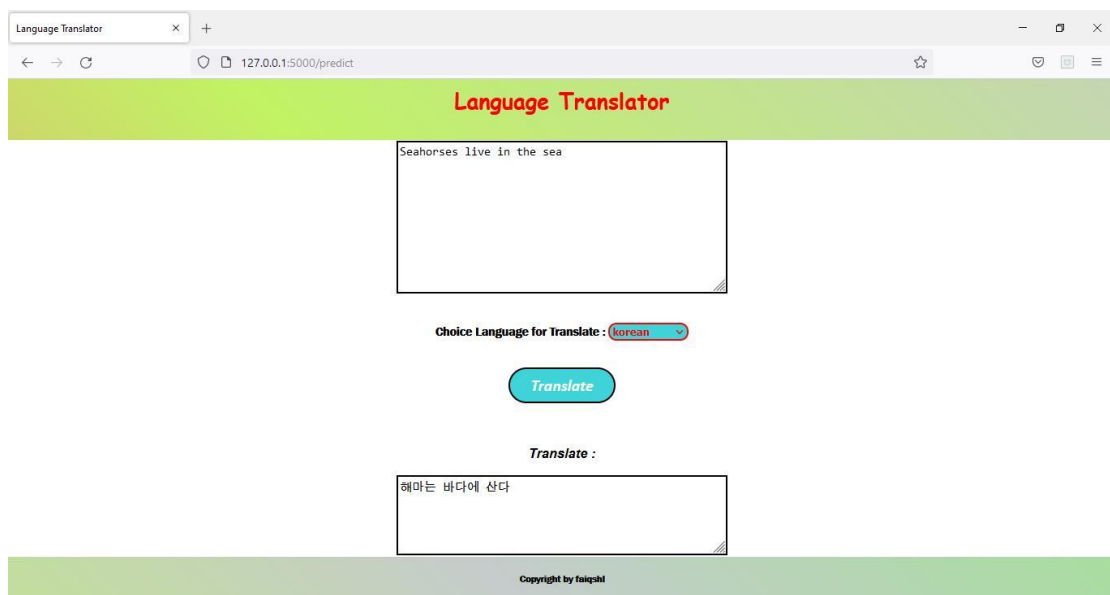 Language Translator
127.0.0.1:5000/predict
Language Translator
Seahorses live in the sea
Choice Language for Translate : korean
Translate
Translate :
해마는 바다에 산다
Copyright by faiqshl